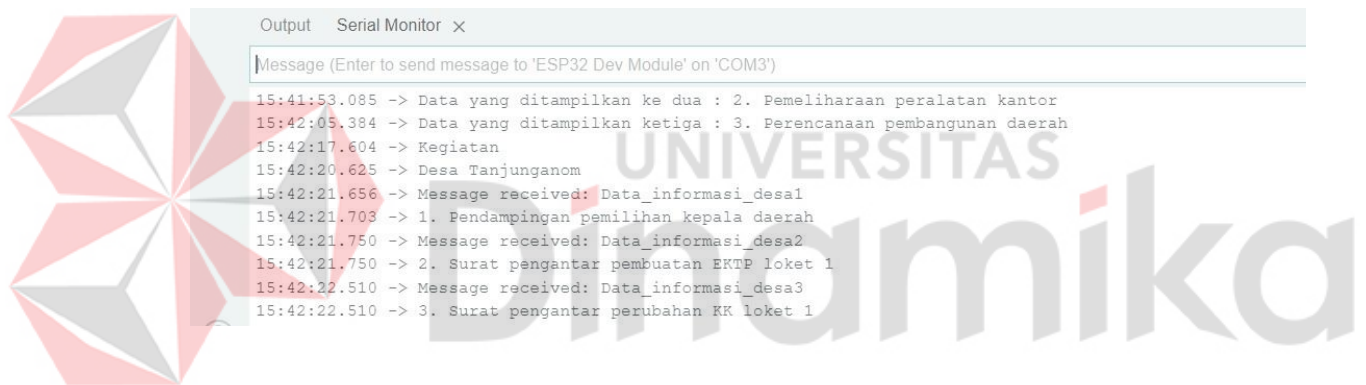 Output Serial Monitor ×
Message (Enter to send message to 'ESP32 Dev Module' on 'COM3')
15:41:53.085 -> Data yang ditampilkan ke dua : 2. Pemeliharaan peralatan kantor
15:42:05.384 -> Data yang ditampilkan ketiga : 3. Perencanaan pembangunan daerah
15:42:17.604 -> Kegiatan
15:42:20.625 -> Desa Tanjunganom
15:42:21.656 -> Message received: Data_informasi_desa1
15:42:21.703 -> 1. Pendampingan pemilihan kepala daerah
15:42:21.750 -> Message received: Data_informasi_desa2
15:42:21.750 -> 2. Surat pengantar pembuatan EKTP loket 1
15:42:22.510 -> Message received: Data_informasi_desa3
15:42:22.510 -> 3. Surat pengantar perubahan KK loket 1
UNIVERSITAS
Dinamika